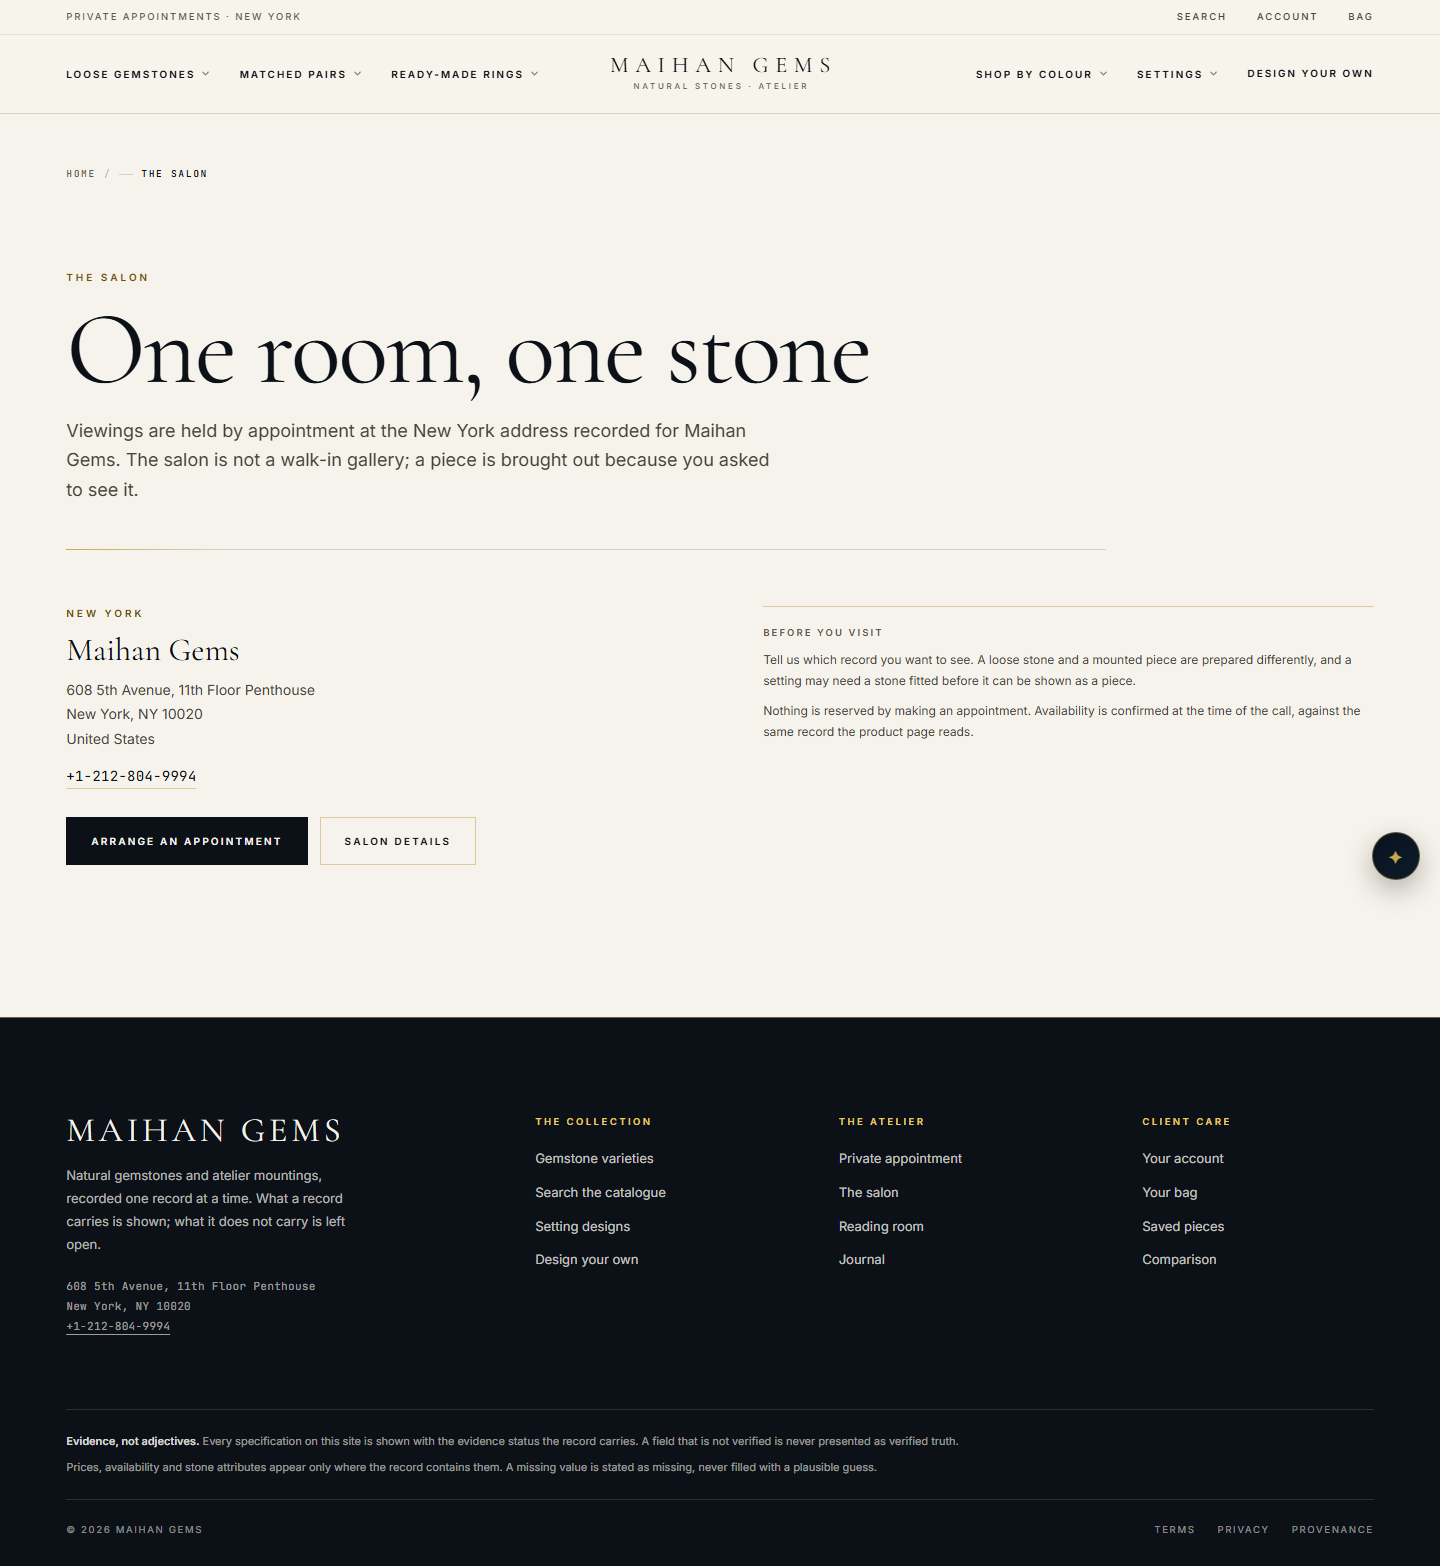 PRIVATE APPOINTMENTS · NEW YORK
SEARCH ACCOUNT BAG
LOOSE GEMSTONES MATCHED PAIRS READY-MADE RINGS
MAIHAN GEMS
NATURAL STONES · ATELIER
SHOP BY COLOUR SETTINGS DESIGN YOUR OWN
HOME / — THE SALON
THE SALON
One room, one stone
Viewings are held by appointment at the New York address recorded for Maihan
Gems. The salon is not a walk-in gallery; a piece is brought out because you asked
to see it.
NEW YORK
Maihan Gems
608 5th Avenue, 11th Floor Penthouse
New York, NY 10020
United States
+1-212-804-9994
ARRANGE AN APPOINTMENT
SALON DETAILS
BEFORE YOU VISIT
Tell us which record you want to see. A loose stone and a mounted piece are prepared differently, and a
setting may need a stone fitted before it can be shown as a piece.
Nothing is reserved by making an appointment. Availability is confirmed at the time of the call, against the
same record the product page reads.
MAIHAN GEMS
Natural gemstones and atelier mountings,
recorded one record at a time. What a record
carries is shown; what it does not carry is left
open.
608 5th Avenue, 11th Floor Penthouse
New York, NY 10020
+1-212-804-9994
THE COLLECTION
Gemstone varieties
Search the catalogue
Setting designs
Design your own
THE ATELIER
Private appointment
The salon
Reading room
Journal
CLIENT CARE
Your account
Your bag
Saved pieces
Comparison
Evidence, not adjectives. Every specification on this site is shown with the evidence status the record carries. A field that is not verified is never presented as verified truth.
Prices, availability and stone attributes appear only where the record contains them. A missing value is stated as missing, never filled with a plausible guess.
© 2026 MAIHAN GEMS
TERMS PRIVACY PROVENANCE